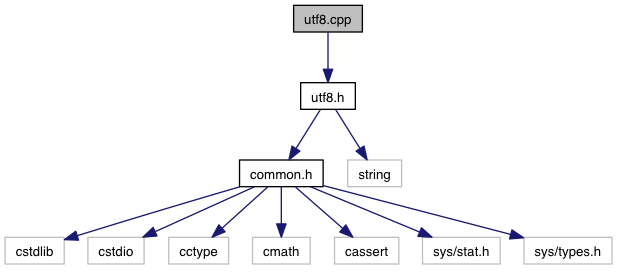 utf8.cpp
utf8.h
common.h
string
cstdlib
cstdio
cctype
cmath
cassert
sys/stat.h
sys/types.h